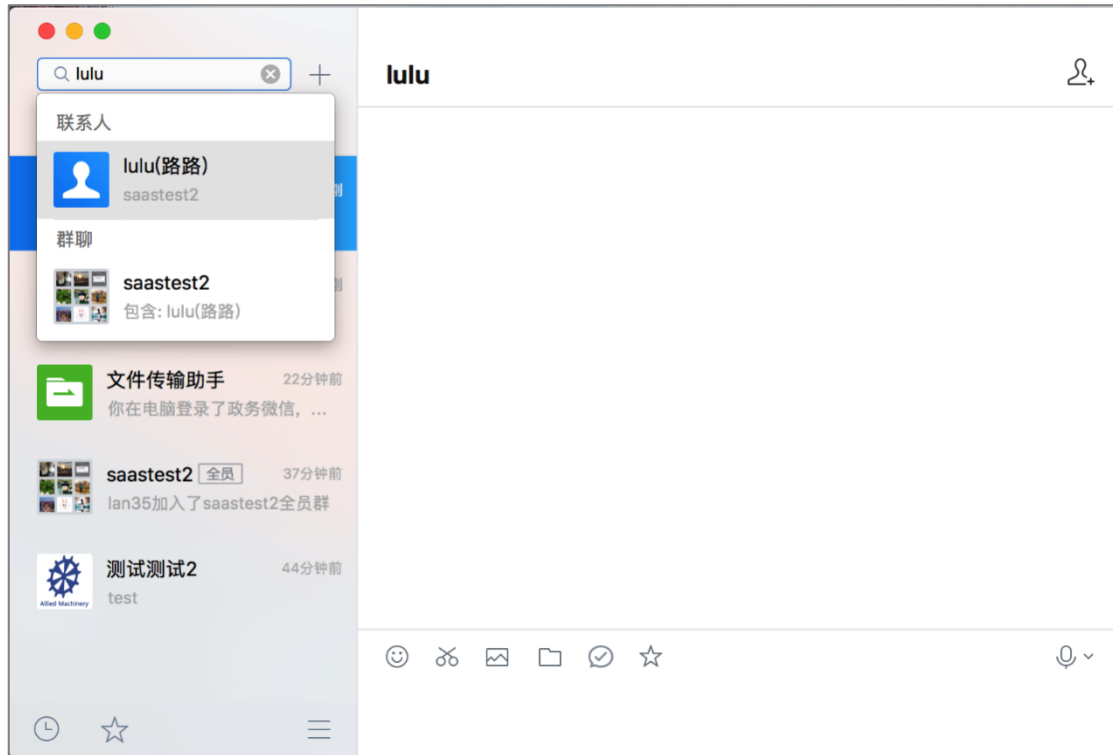 lulu
lulu
联系人
lulu(路路)
saastest2
刚
群聊
刚
saastest2
包含: lulu(路路)
文件传输助手 22分钟前
你在电脑登录了政务微信，...
saastest2 全员 37分钟前
lan35加入了saastest2全员群
测试测试2 44分钟前
Allied Machinery
test